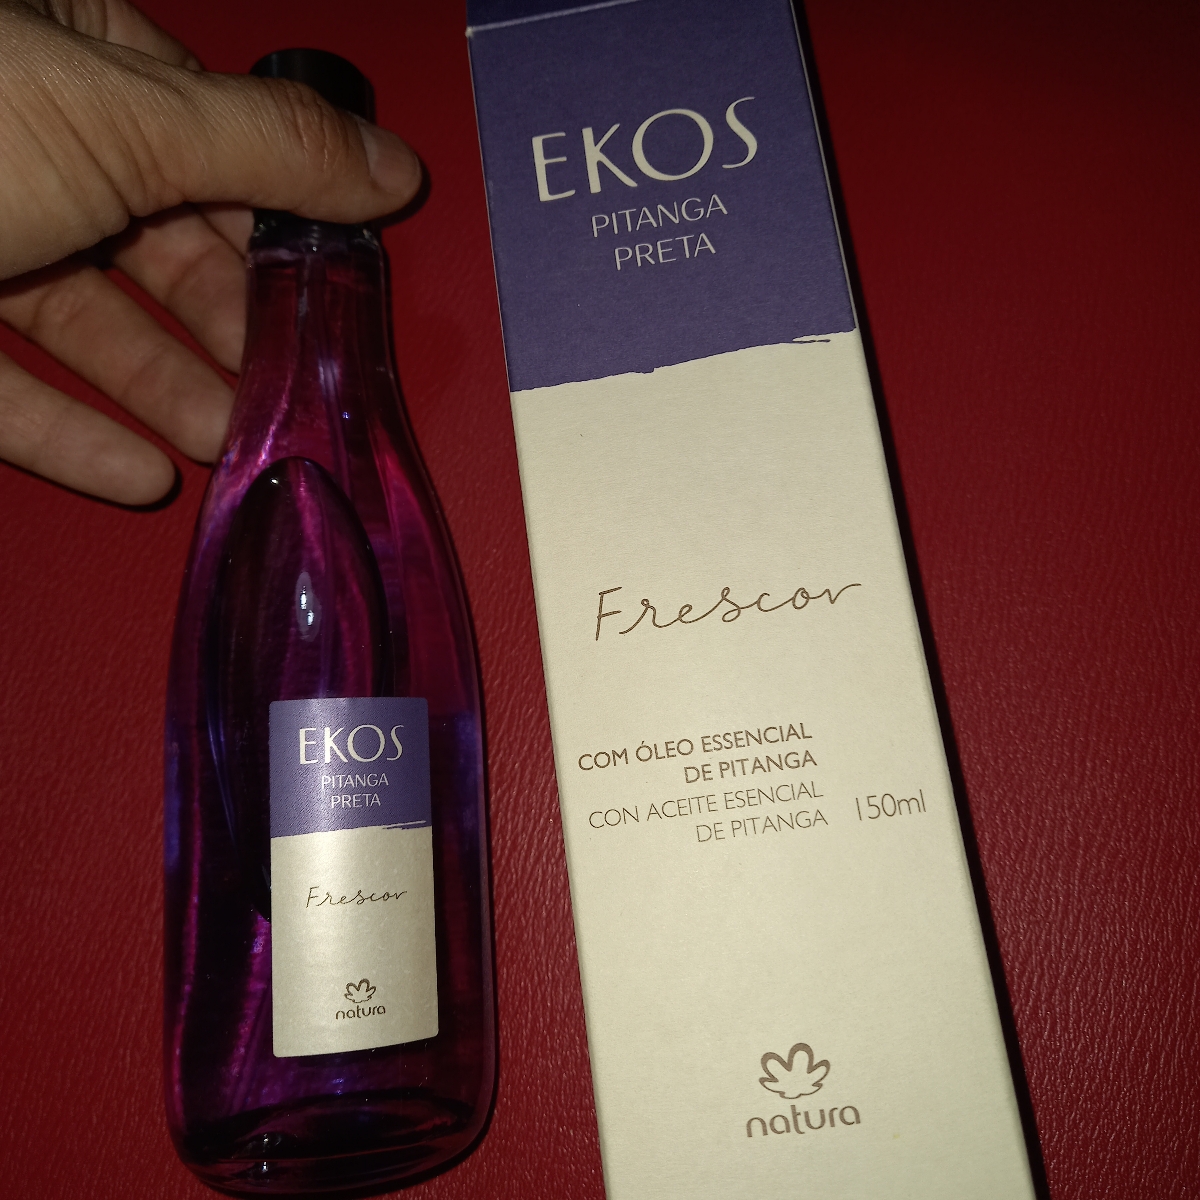 EKOS
PITANGA
PRETA
Frescor
natura
EKOS
PITANGA
PRETA
Frescor
COM ÓLEO ESSENCIAL
DE PITANGA
CON ACEITE ESENCIAL
DE PITANGA
150ml
natura